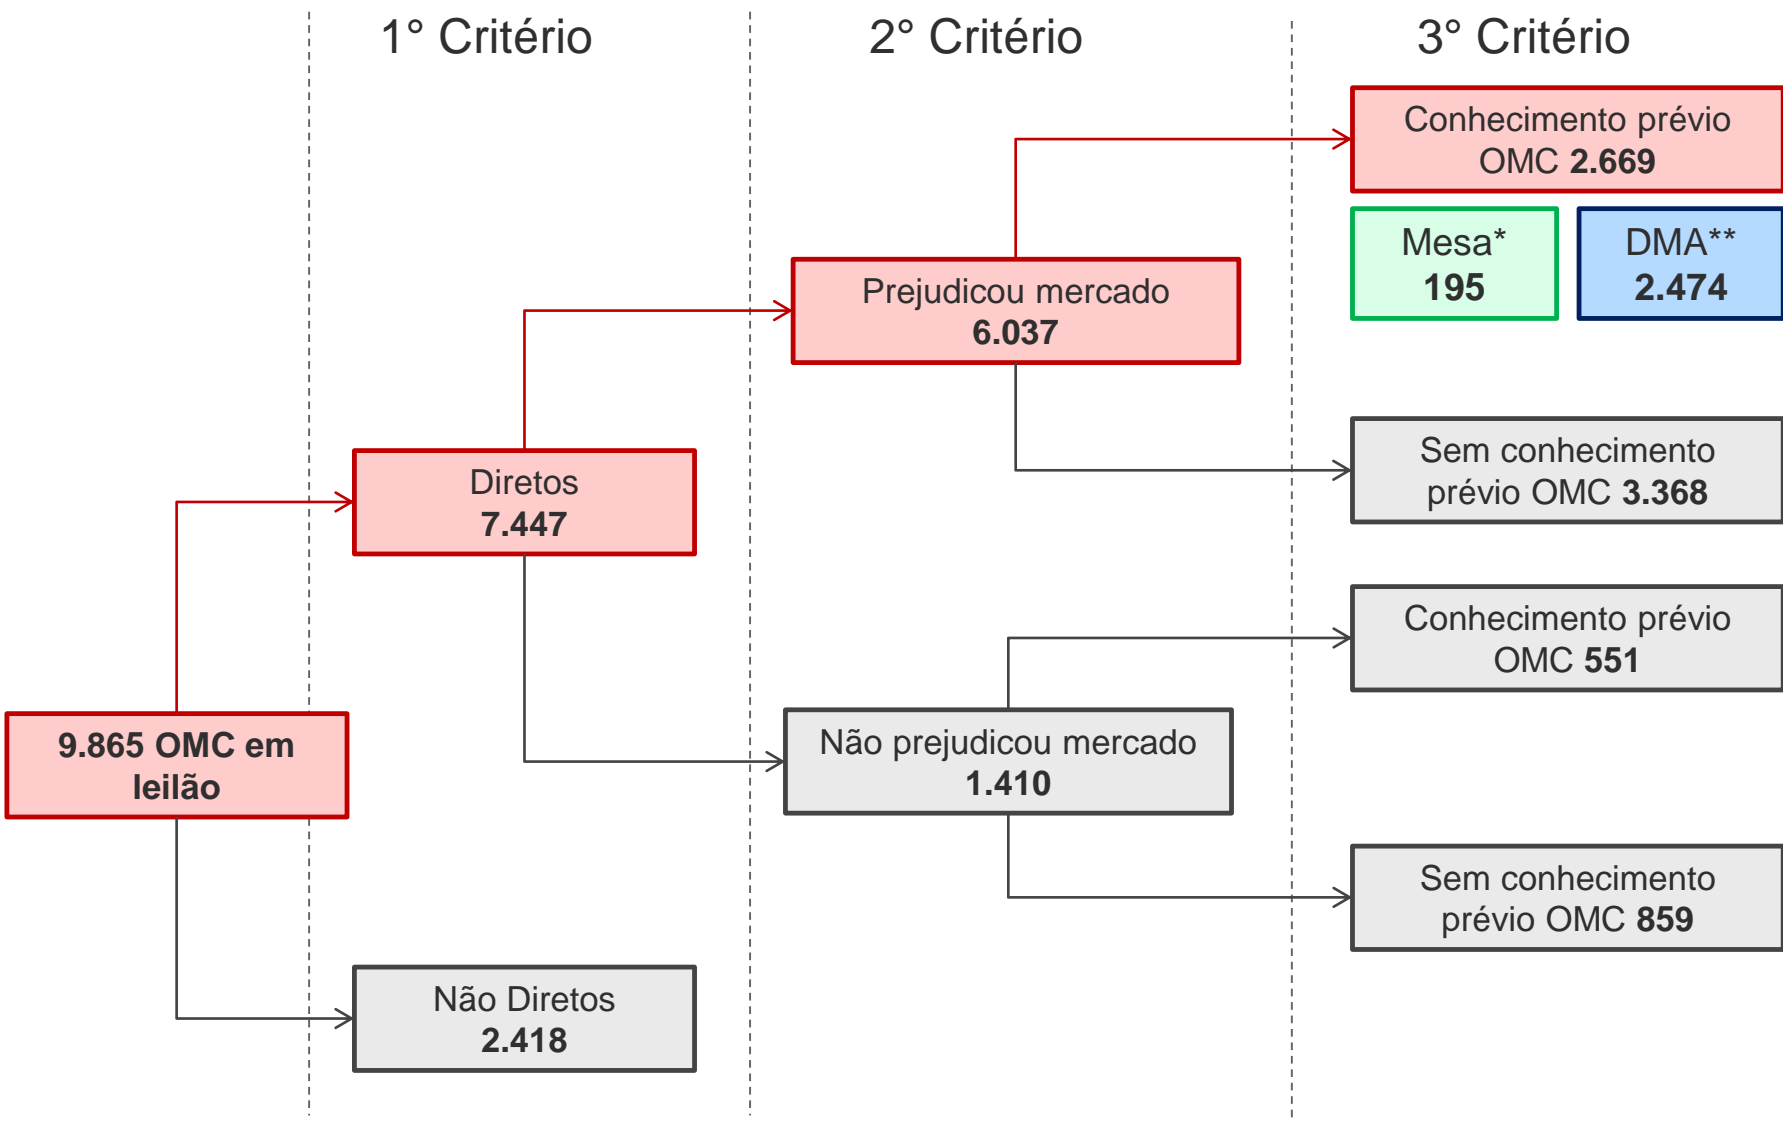 1° Critério
2° Critério
3° Critério
Conhecimento prévio
OMC 2.669
Mesa*
195
DMA**
2.474
Prejudicou mercado
6.037
Sem conhecimento
prévio OMC 3.368
Diretos
7.447
Conhecimento prévio
OMC 551
9.865 OMC em
leilão
Não prejudicou mercado
1.410
Sem conhecimento
prévio OMC 859
Não Diretos
2.418